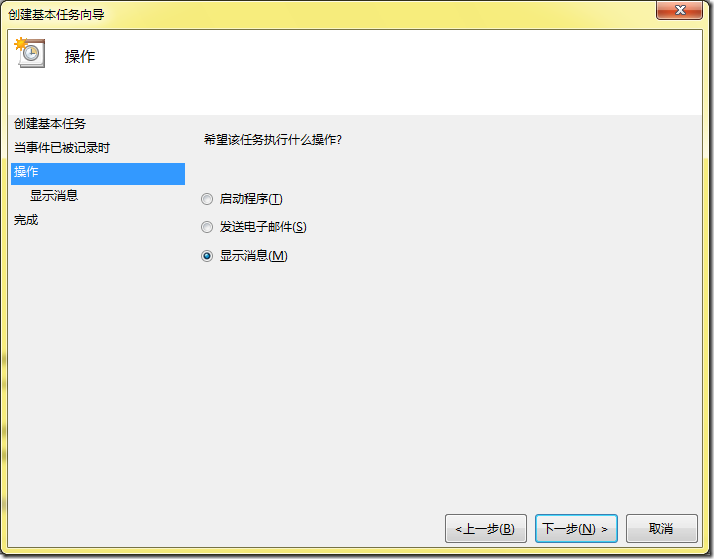 创建基本任务向导
操作
创建基本任务
当事件已被记录时
操作
显示消息
完成
希望该任务执行什么操作?
启动程序(T)
发送电子邮件(S)
显示消息(M)
<上一步(B)
下一步(N) >
取消